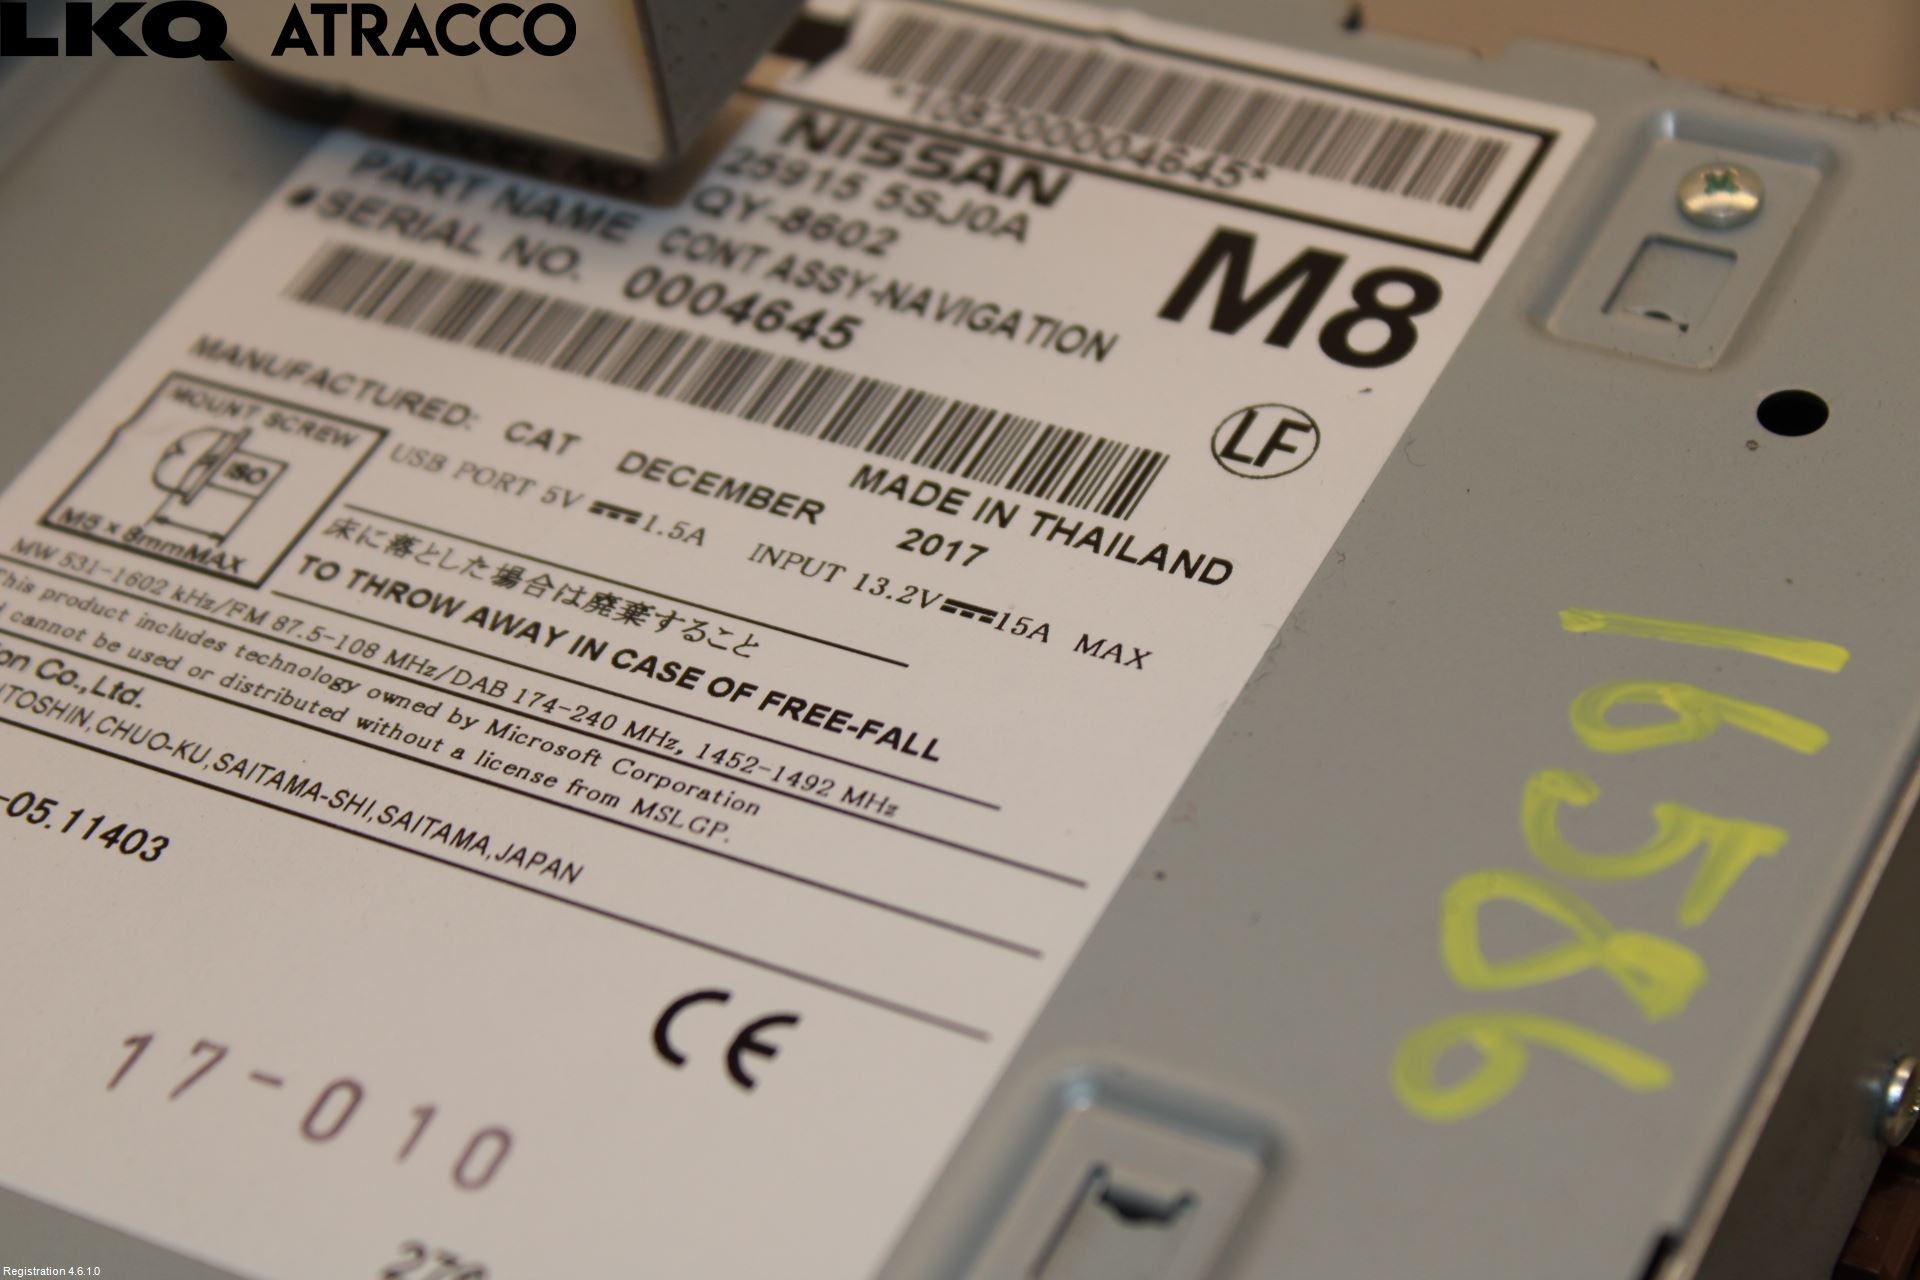 LKQ ATRACCO
*1082000004645*
NISSAN
25915 5SJ0A
MODEL NO. QY-8602
PART NAME CONT ASSY-NAVIGATION
SERIAL NO. 0004645
M8
LF
MADE IN THAILAND
MANUFACTURED: CAT DECEMBER 2017
MOUNT SCREW
ISO
M5 x 8mmMAX
USB PORT 5V 1.5A INPUT 13.2V 15A MAX
床に落とした場合は廃棄すること
TO THROW AWAY IN CASE OF FREE-FALL
MW 531-1602 kHz/FM 87.5-108 MHz/DAB 174-240 MHz, 1452-1492 MHz
This product includes technology owned by Microsoft Corporation
cannot be used or distributed without a license from MSLGP.
Co.,Ltd.
CHUO-KU,SAITAMA-SHI,SAITAMA,JAPAN
-05.11403
CE
17-010
16586
Registration 4.6.1.0